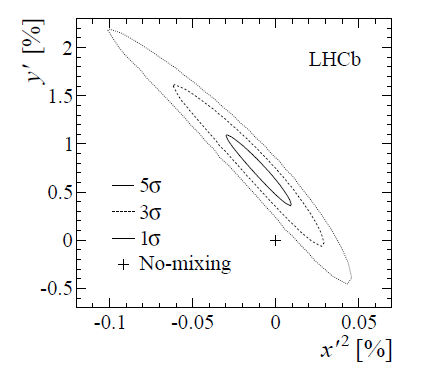 y′ [%]
2
LHCb
1.5
1
5σ
0.5
3σ
0
1σ
No-mixing
-0.5
-0.1 -0.05 0 0.05
x′² [%]